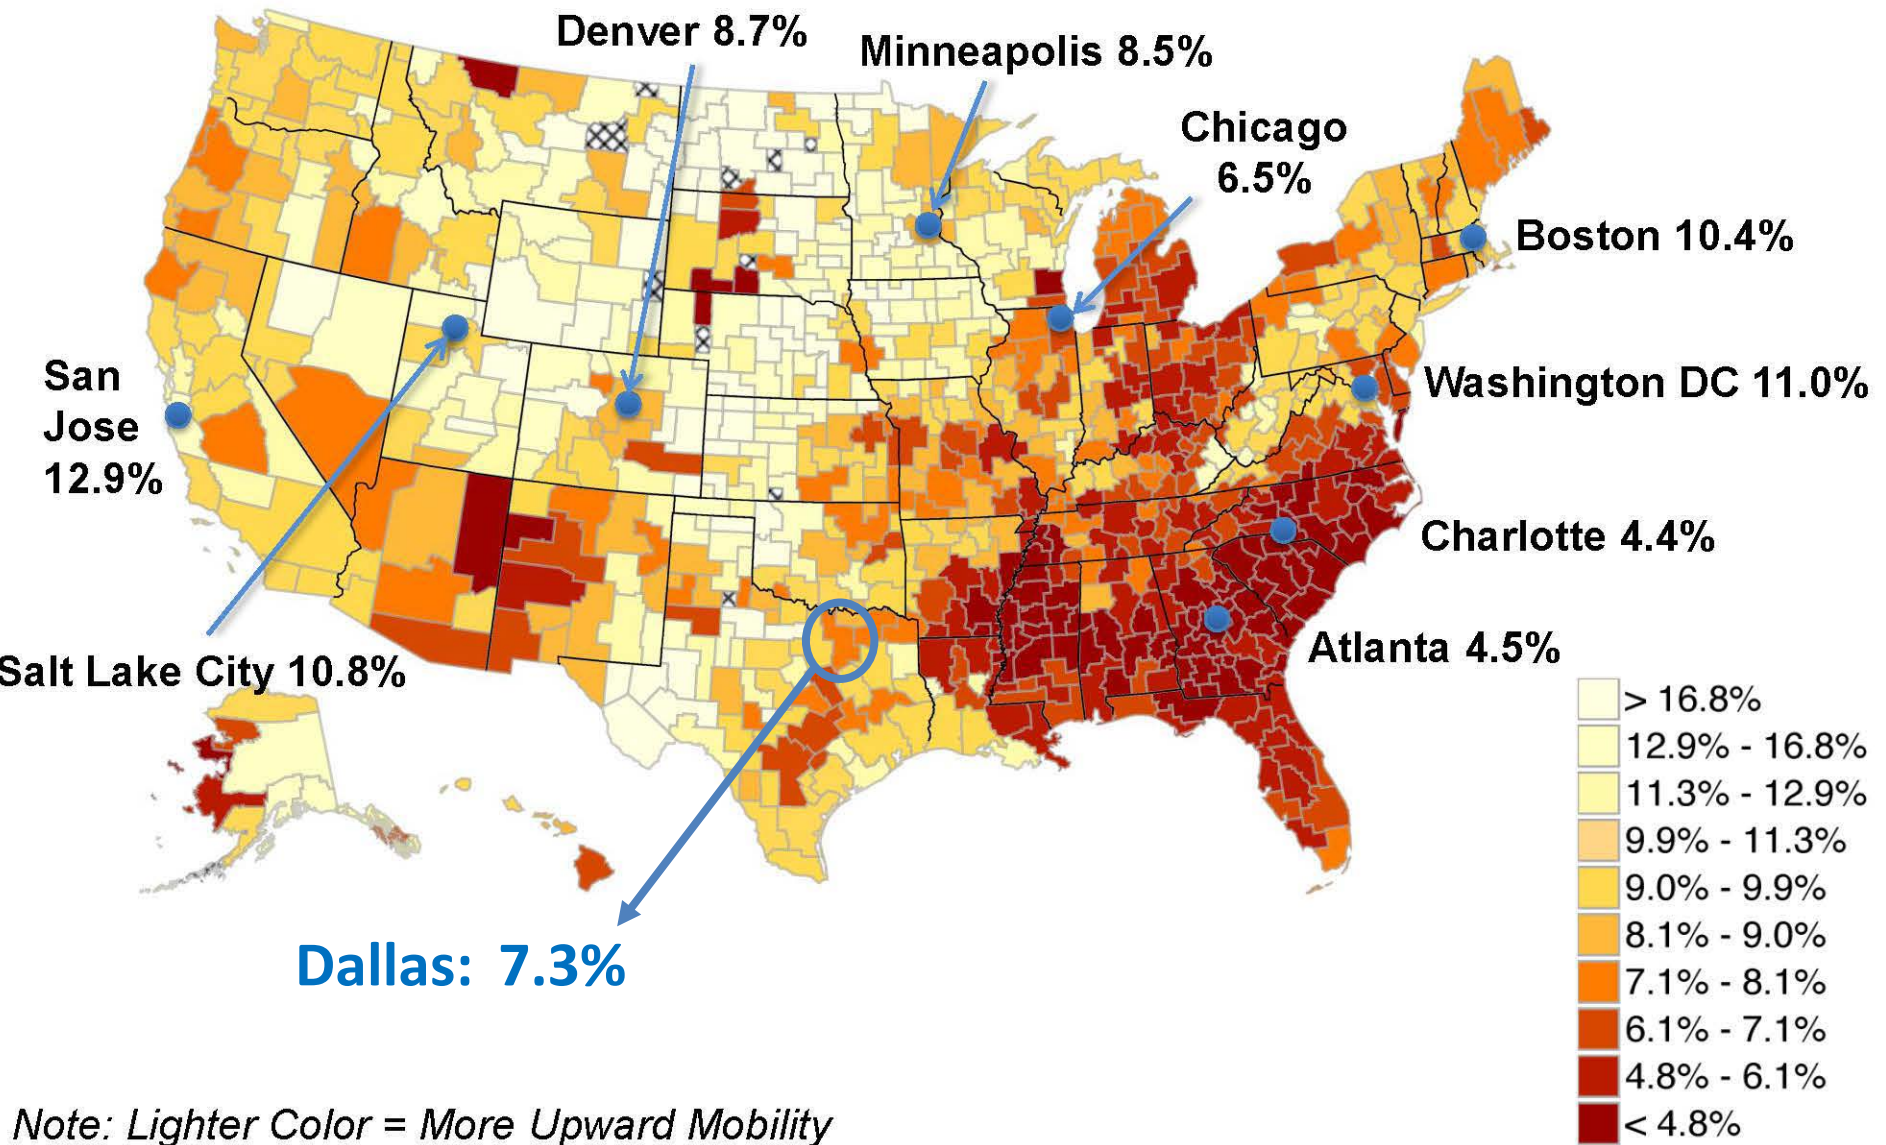 Denver 8.7%
Minneapolis 8.5%
Chicago
6.5%
Boston 10.4%
San
Jose
12.9%
Washington DC 11.0%
Charlotte 4.4%
Atlanta 4.5%
Salt Lake City 10.8%
Dallas: 7.3%
> 16.8%
12.9% - 16.8%
11.3% - 12.9%
9.9% - 11.3%
9.0% - 9.9%
8.1% - 9.0%
7.1% - 8.1%
6.1% - 7.1%
4.8% - 6.1%
< 4.8%
Note: Lighter Color = More Upward Mobility